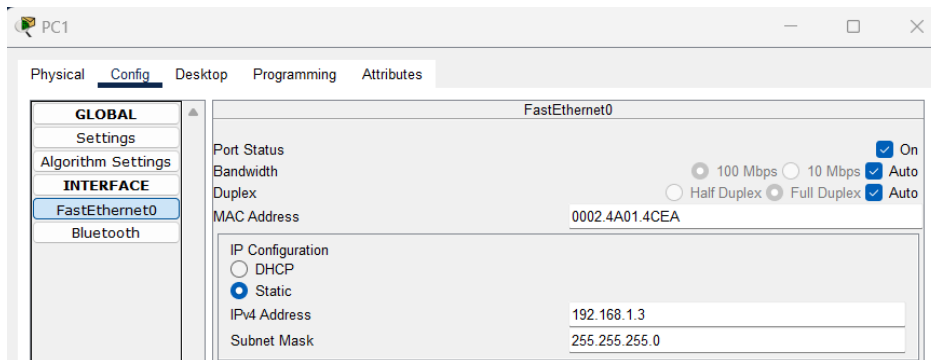 PC1
Physical Config Desktop Programming Attributes
GLOBAL
Settings
Algorithm Settings
INTERFACE
FastEthernet0
Bluetooth
FastEthernet0
Port Status On
Bandwidth 100 Mbps 10 Mbps Auto
Duplex Half Duplex Full Duplex Auto
MAC Address 0002.4A01.4CEA
IP Configuration
DHCP
Static
IPv4 Address 192.168.1.3
Subnet Mask 255.255.255.0